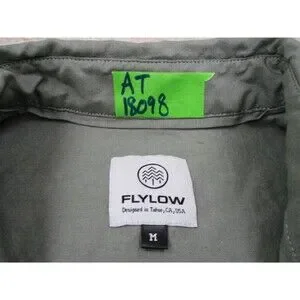 AT
18098
FLYLOW
Designed in Tahoe, CA, USA
M